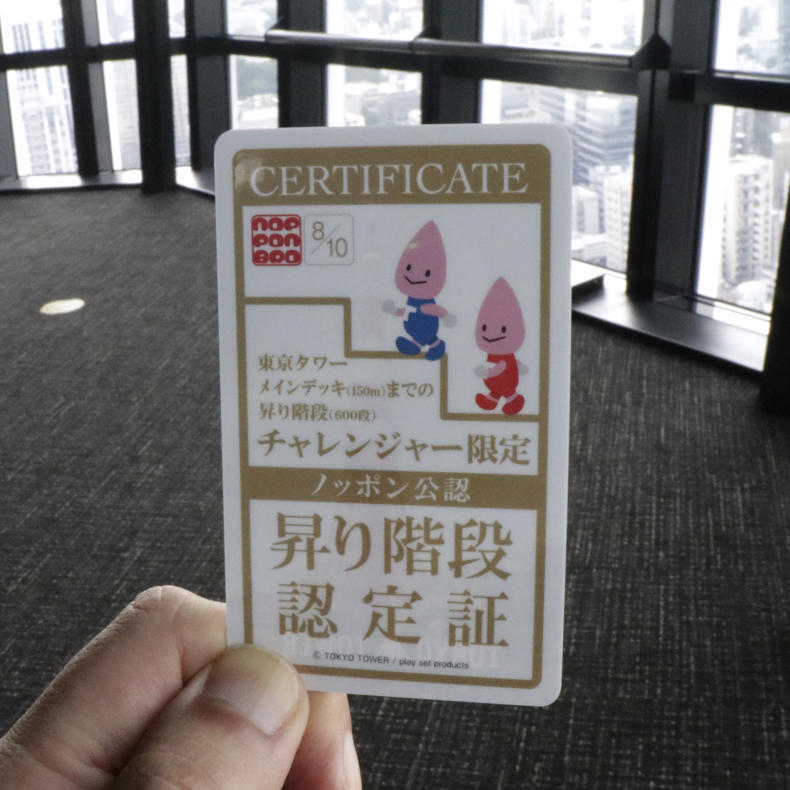 CERTIFICATE
nop
pon
BRO
8/10
東京タワー
メインデッキ(150m)までの
昇り階段(600段)
チャレンジャー限定
ノッポン公認
昇り階段
認定証
© TOKYO TOWER / play set products